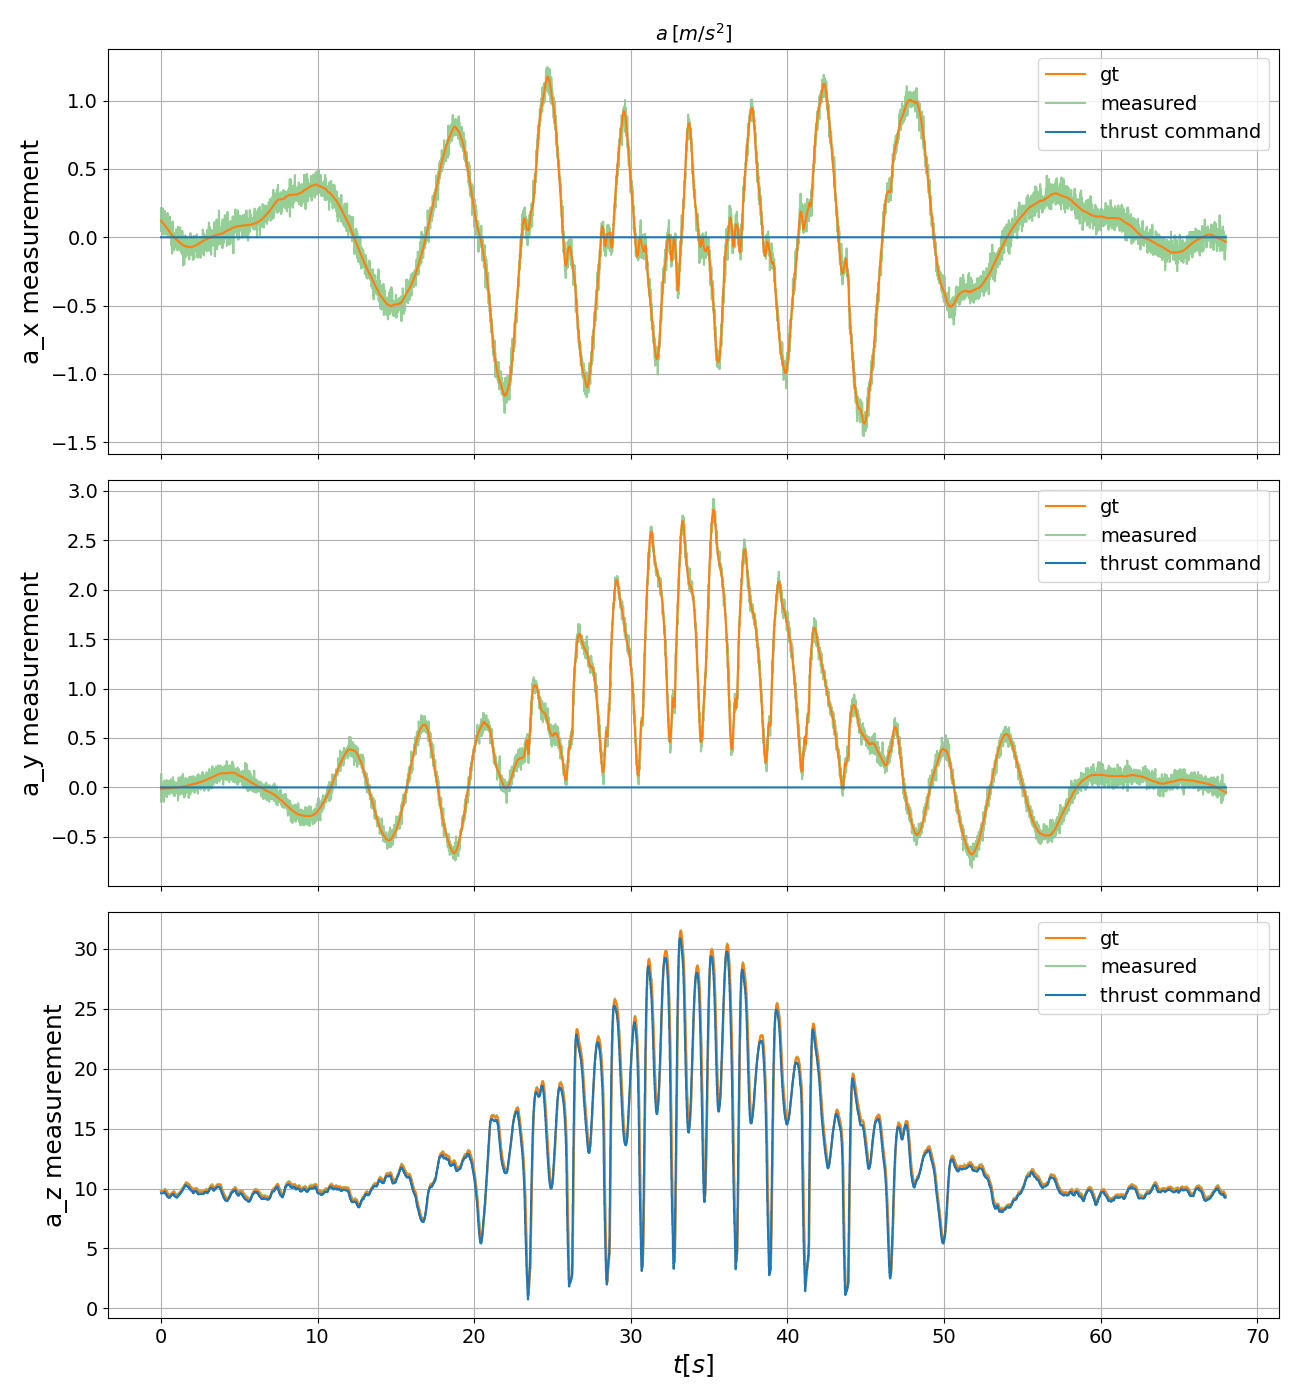 a [m/s²]
a_x measurement
1.0
0.5
0.0
−0.5
−1.0
−1.5
gt
measured
thrust command
a_y measurement
3.0
2.5
2.0
1.5
1.0
0.5
0.0
−0.5
gt
measured
thrust command
a_z measurement
30
25
20
15
10
5
0
gt
measured
thrust command
0 10 20 30 40 50 60 70
t[s]